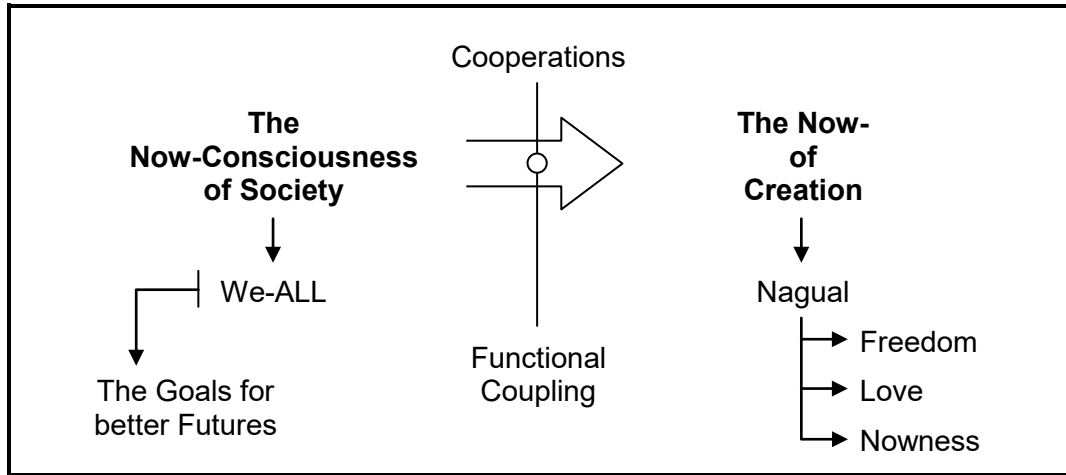 Cooperations
The
Now-Consciousness
of Society
The Now-
of
Creation
We-ALL
Nagual
The Goals for
better Futures
Functional
Coupling
Freedom
Love
Nowness